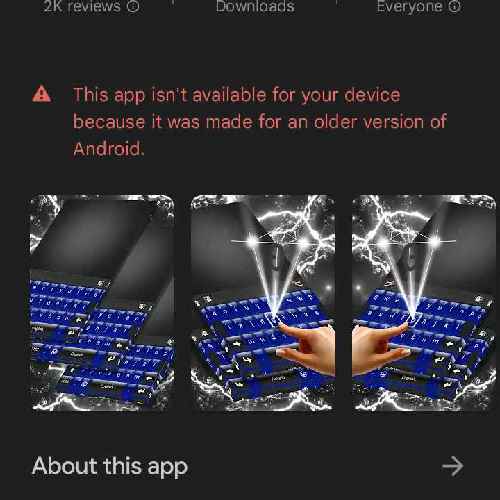 2K reviews
Downloads
Everyone
This app isn't available for your device
because it was made for an older version of
Android.
About this app